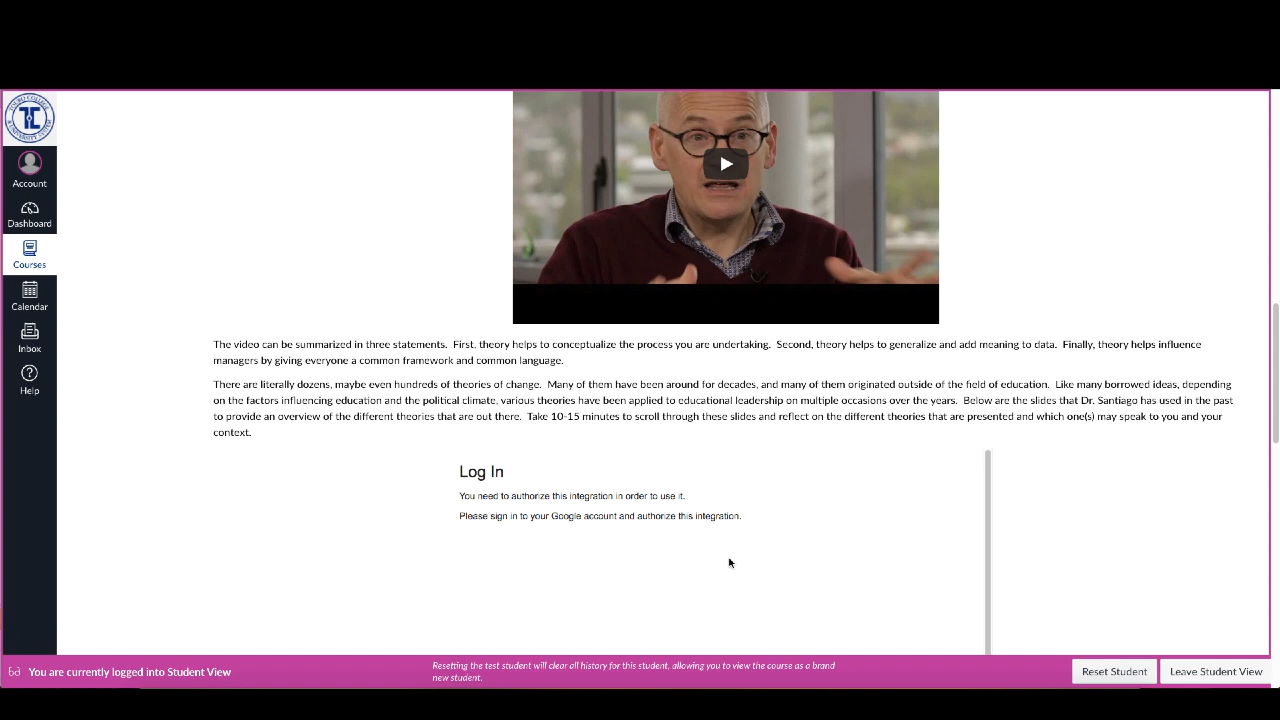 TC
Account
Dashboard
Courses
Calendar
Inbox
Help
The video can be summarized in three statements. First, theory helps to conceptualize the process you are undertaking. Second, theory helps to generalize and add meaning to data. Finally, theory helps influence
managers by giving everyone a common framework and common language.
There are literally dozens, maybe even hundreds of theories of change. Many of them have been around for decades, and many of them originated outside of the field of education. Like many borrowed ideas, depending
on the factors influencing education and the political climate, various theories have been applied to educational leadership on multiple occasions over the years. Below are the slides that Dr. Santiago has used in the past
to provide an overview of the different theories that are out there. Take 10-15 minutes to scroll through these slides and reflect on the different theories that are presented and which one(s) may speak to you and your
context.
Log In
You need to authorize this integration in order to use it.
Please sign in to your Google account and authorize this integration.
You are currently logged into Student View
Resetting the test student will clear all history for this student, allowing you to view the course as a brand
new student.
Reset Student
Leave Student View